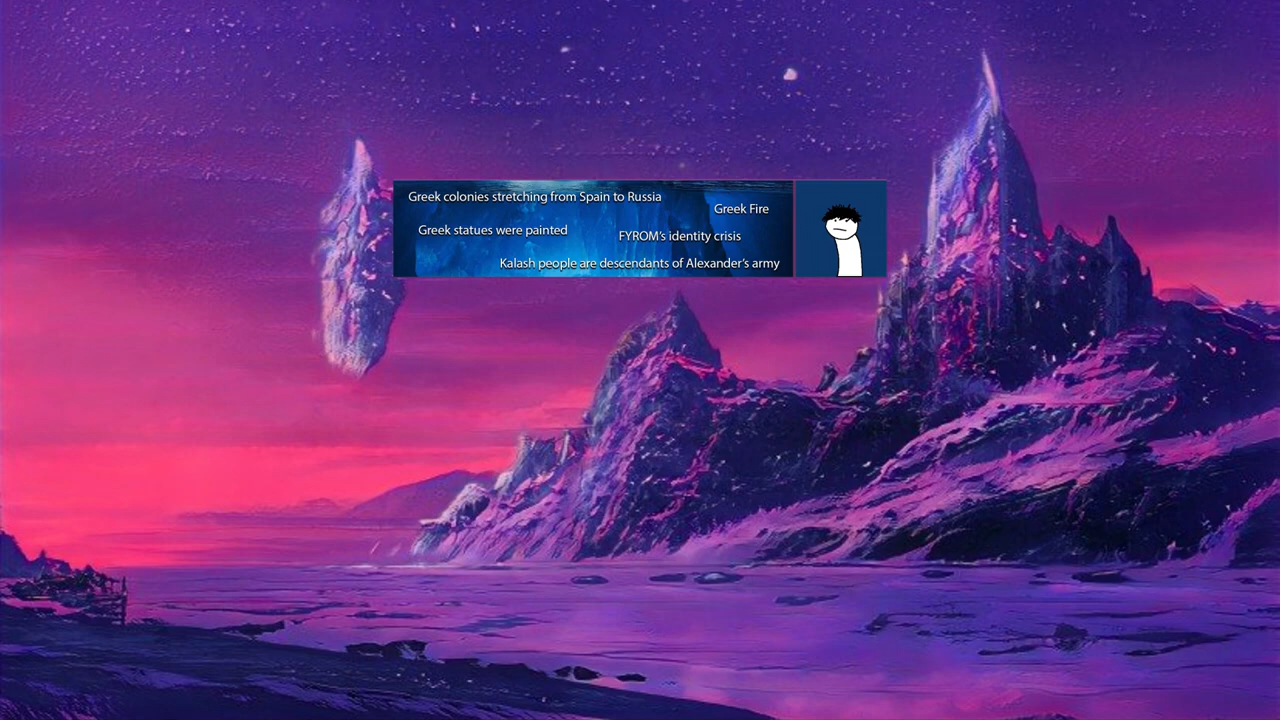 Greek colonies stretching from Spain to Russia
Greek Fire
Greek statues were painted
FYROM's identity crisis
Kalash people are descendants of Alexander's army